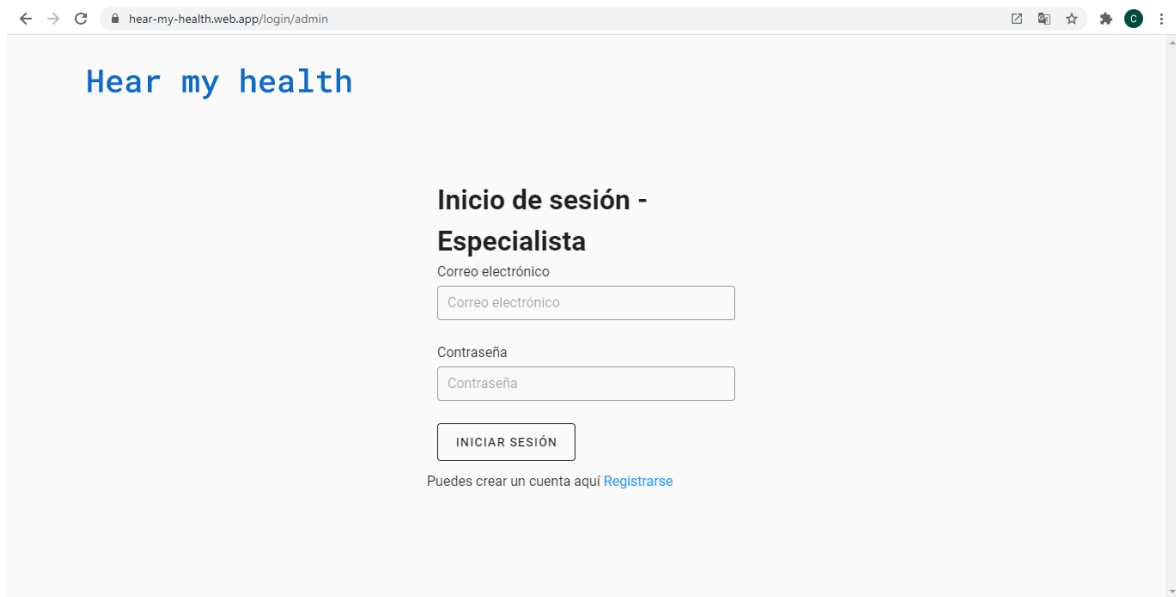 hear-my-health.web.app/login/admin
C
Hear my health
Inicio de sesión -
Especialista
Correo electrónico
Correo electrónico
Contraseña
Contraseña
INICIAR SESIÓN
Puedes crear un cuenta aquí Registrarse